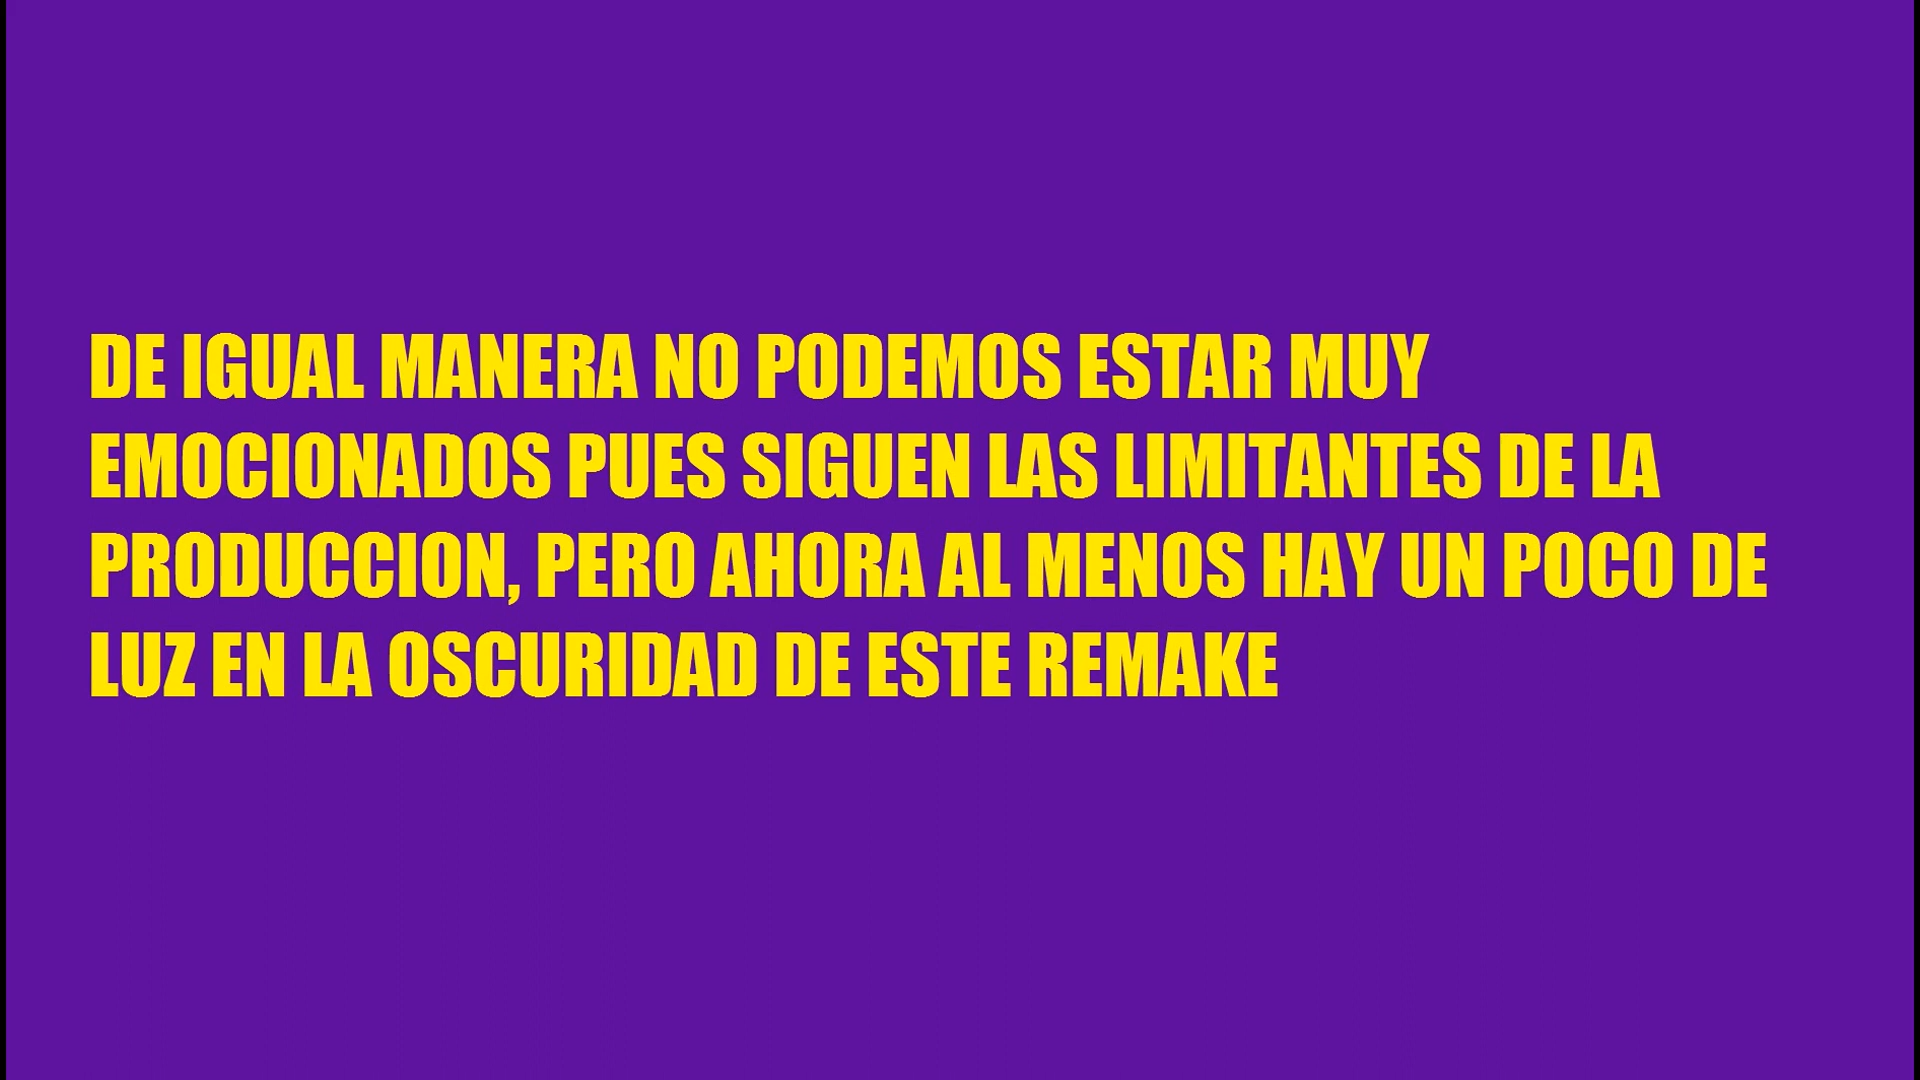 DE IGUAL MANERA NO PODEMOS ESTAR MUY
EMOCIONADOS PUES SIGUEN LAS LIMITANTES DE LA
PRODUCCION, PERO AHORA AL MENOS HAY UN POCO DE
LUZ EN LA OSCURIDAD DE ESTE REMAKE